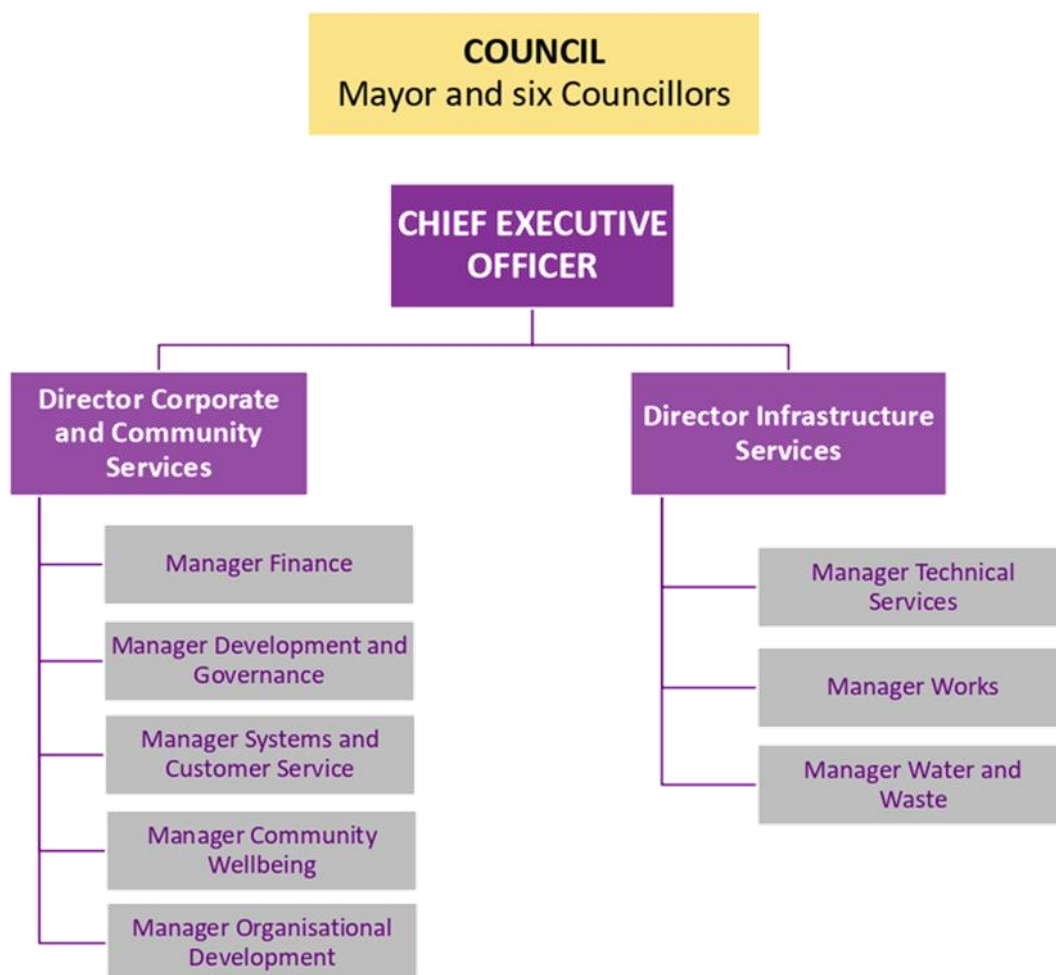 COUNCIL
Mayor and six Councillors
CHIEF EXECUTIVE
OFFICER
Director Corporate
and Community
Services
Director Infrastructure
Services
Manager Finance
Manager Development and
Governance
Manager Systems and
Customer Service
Manager Community
Wellbeing
Manager Organisational
Development
Manager Technical
Services
Manager Works
Manager Water and
Waste